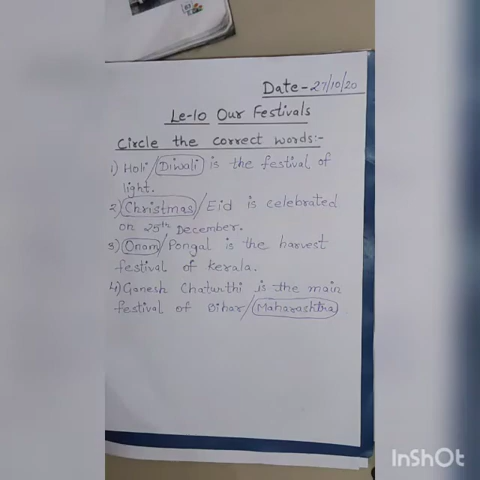 Date-27/10/20
Le-10 Our Festivals
Circle the correct words:-
1) Holi/Diwali is the festival of
light.
2) Christmas/Eid is celebrated
on 25th December.
3) Onam/Pongal is the harvest
festival of Kerala.
4) Ganesh Chaturthi is the main
festival of Bihar/Maharashtra
InShOt